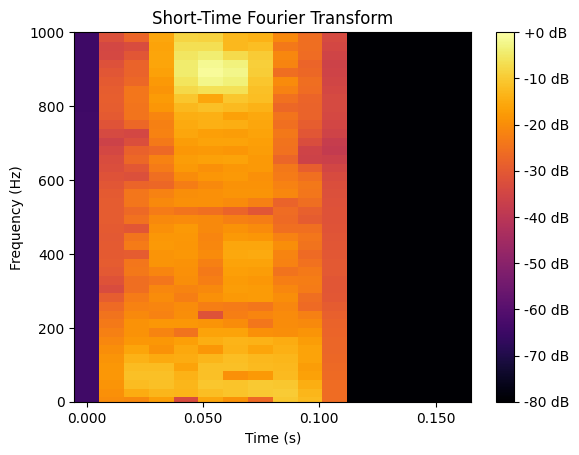 Short-Time Fourier Transform
1000
800
600
400
200
0
Frequency (Hz)
0.000
0.050
0.100
0.150
Time (s)
+0 dB
-10 dB
-20 dB
-30 dB
-40 dB
-50 dB
-60 dB
-70 dB
-80 dB